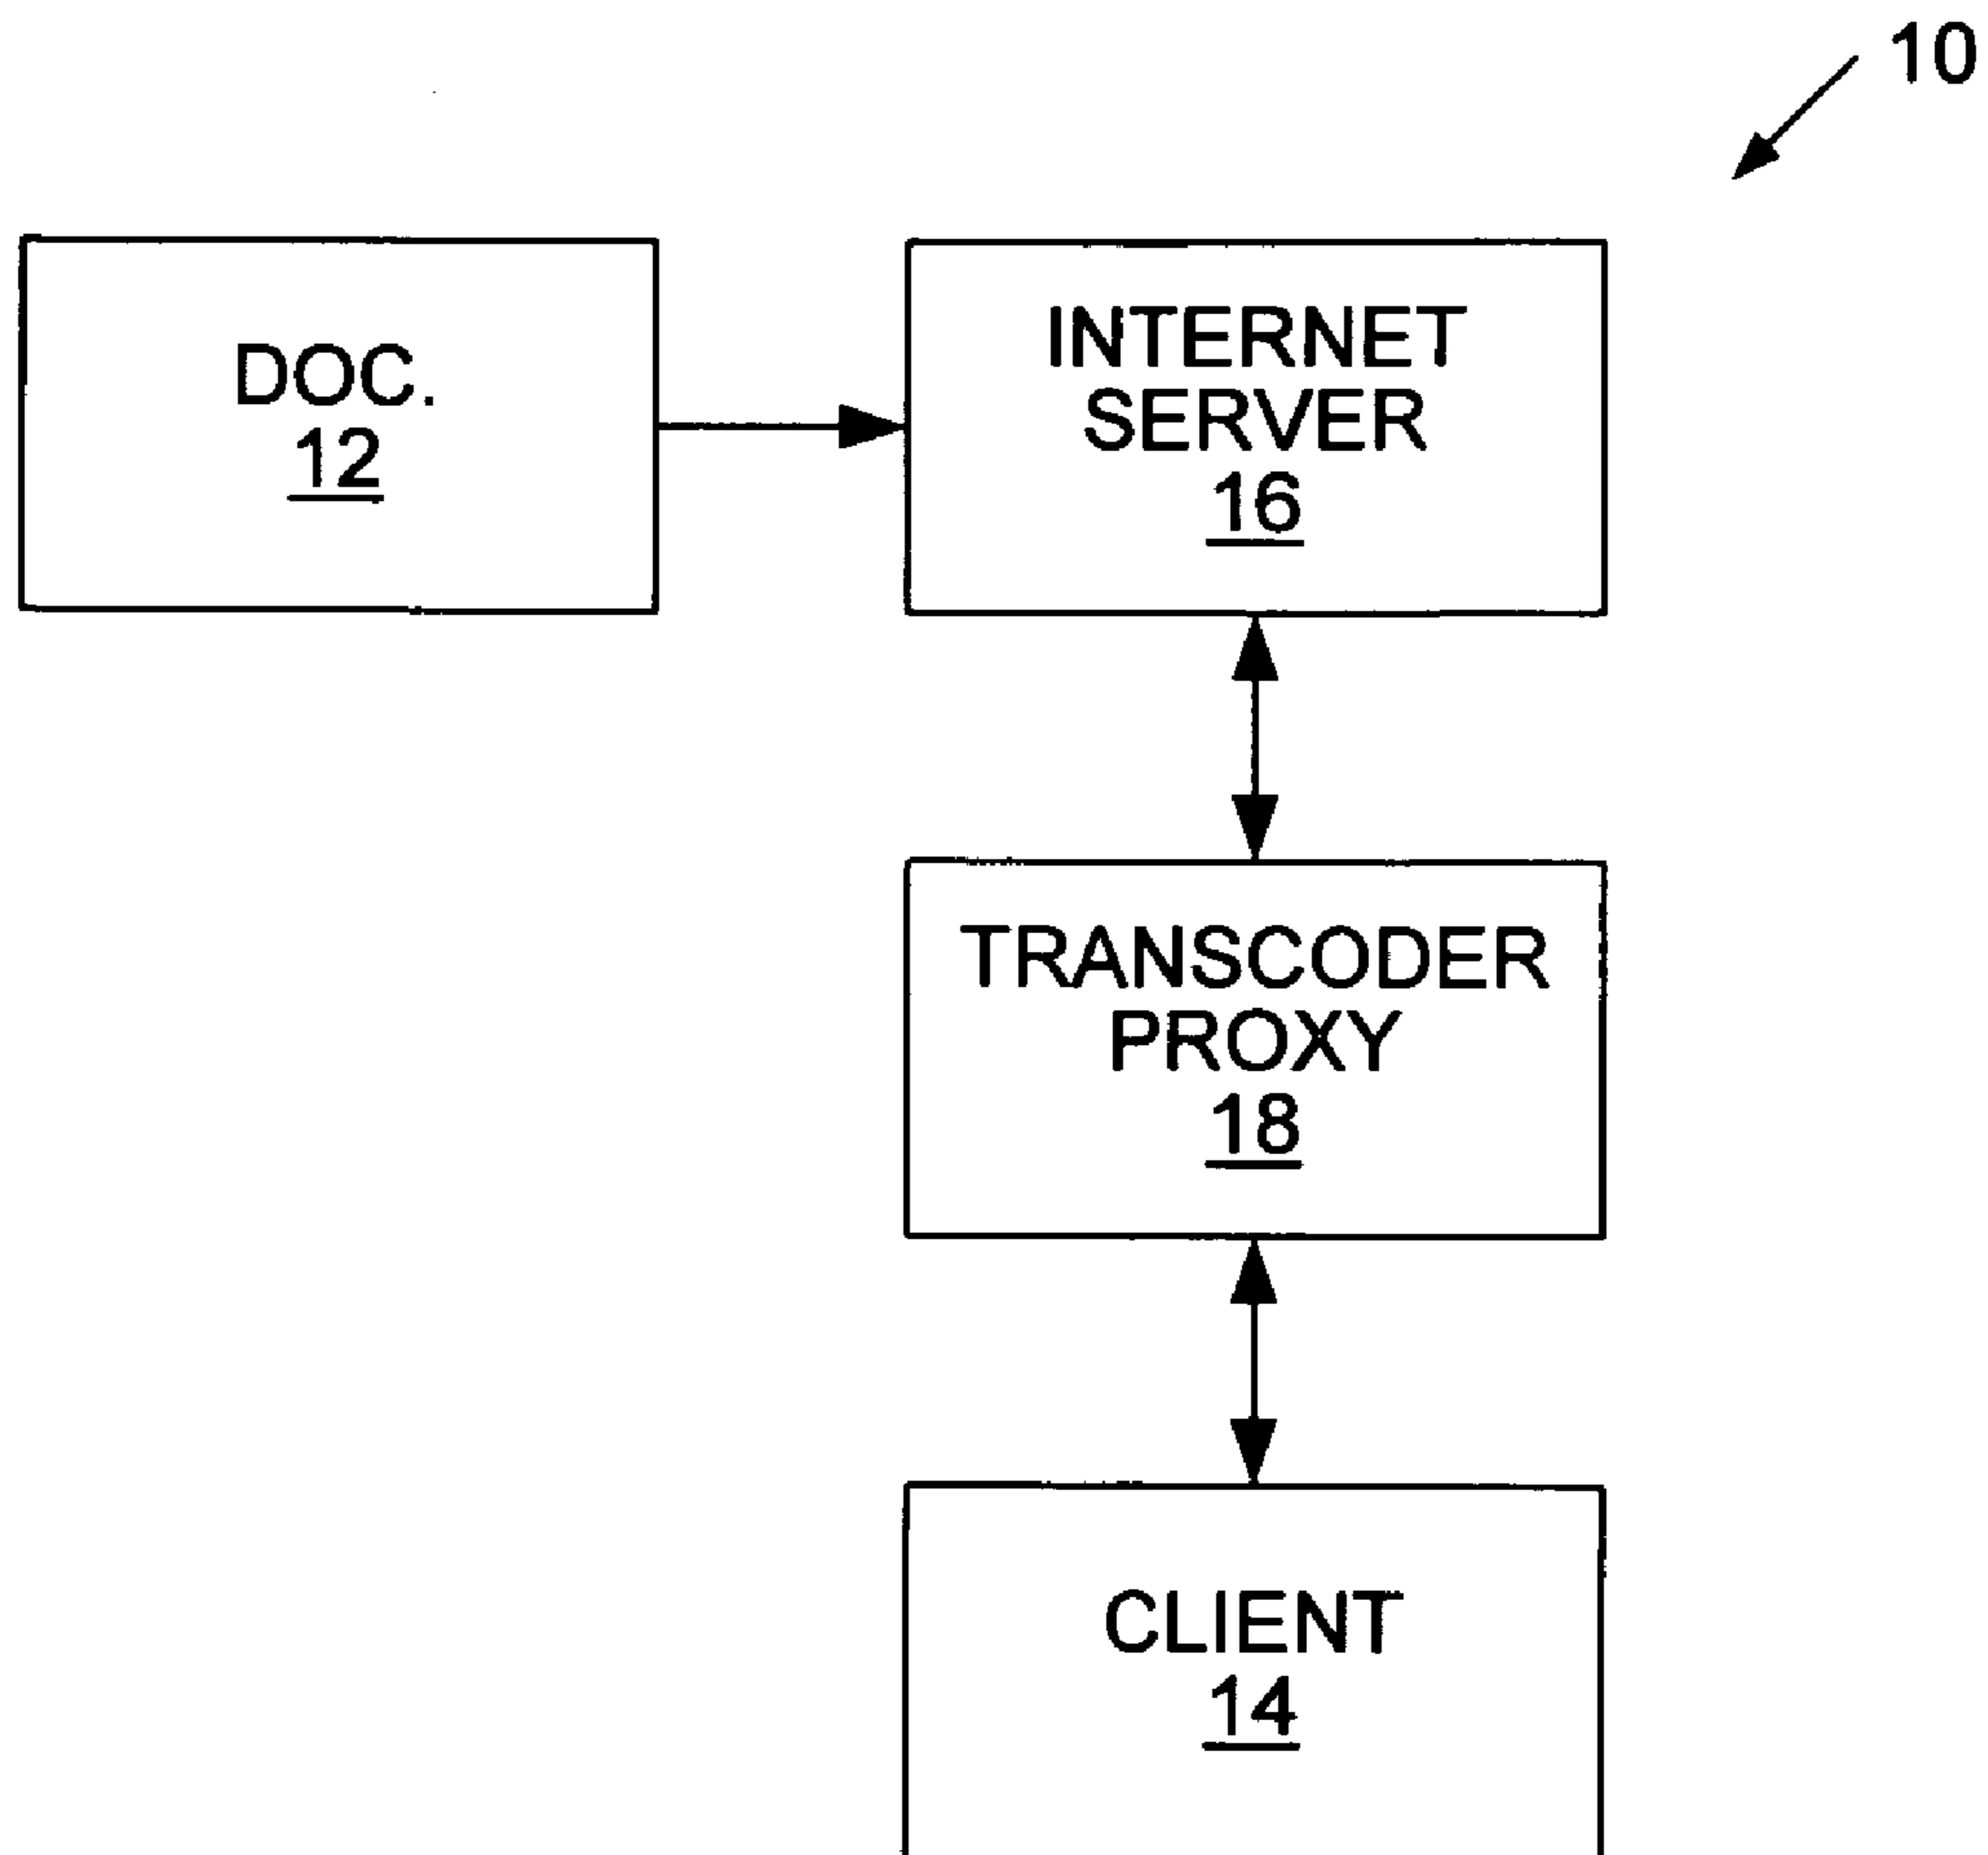 10
DOC.
12
INTERNET
SERVER
16
TRANSCODER
PROXY
18
CLIENT
14